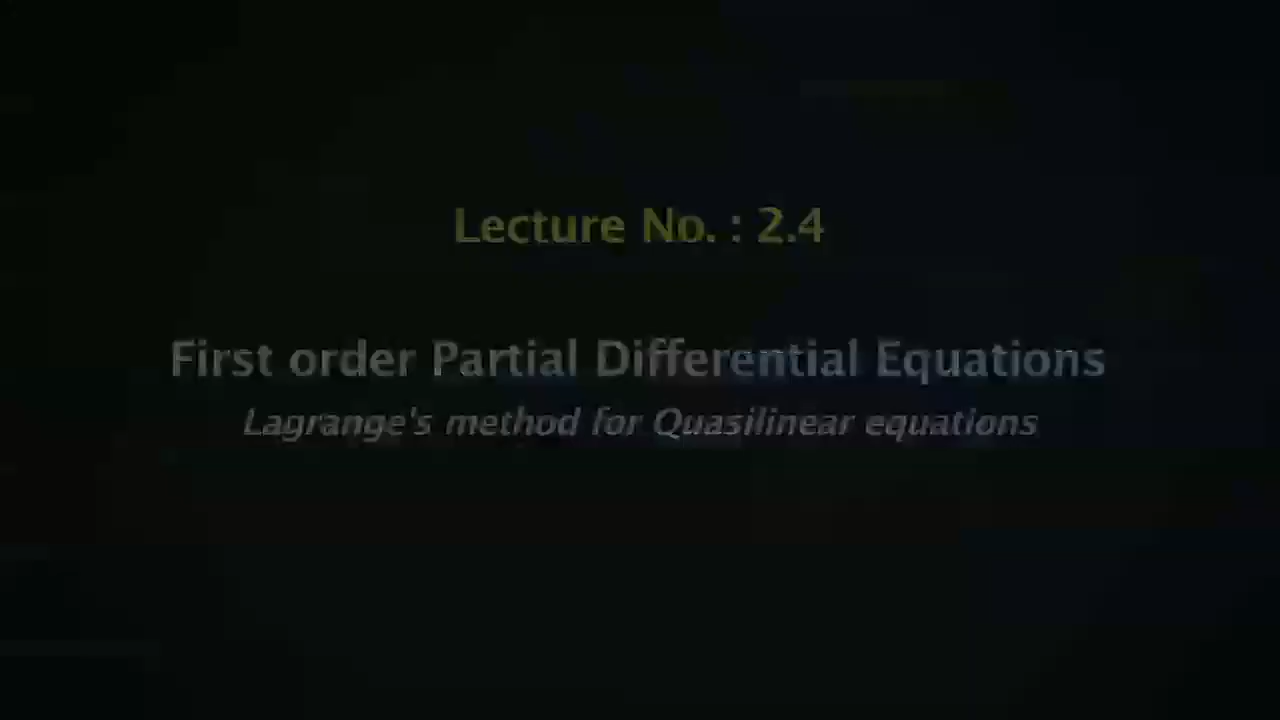 Lecture No. : 2.4
First order Partial Differential Equations
Lagrange's method for Quasilinear equations